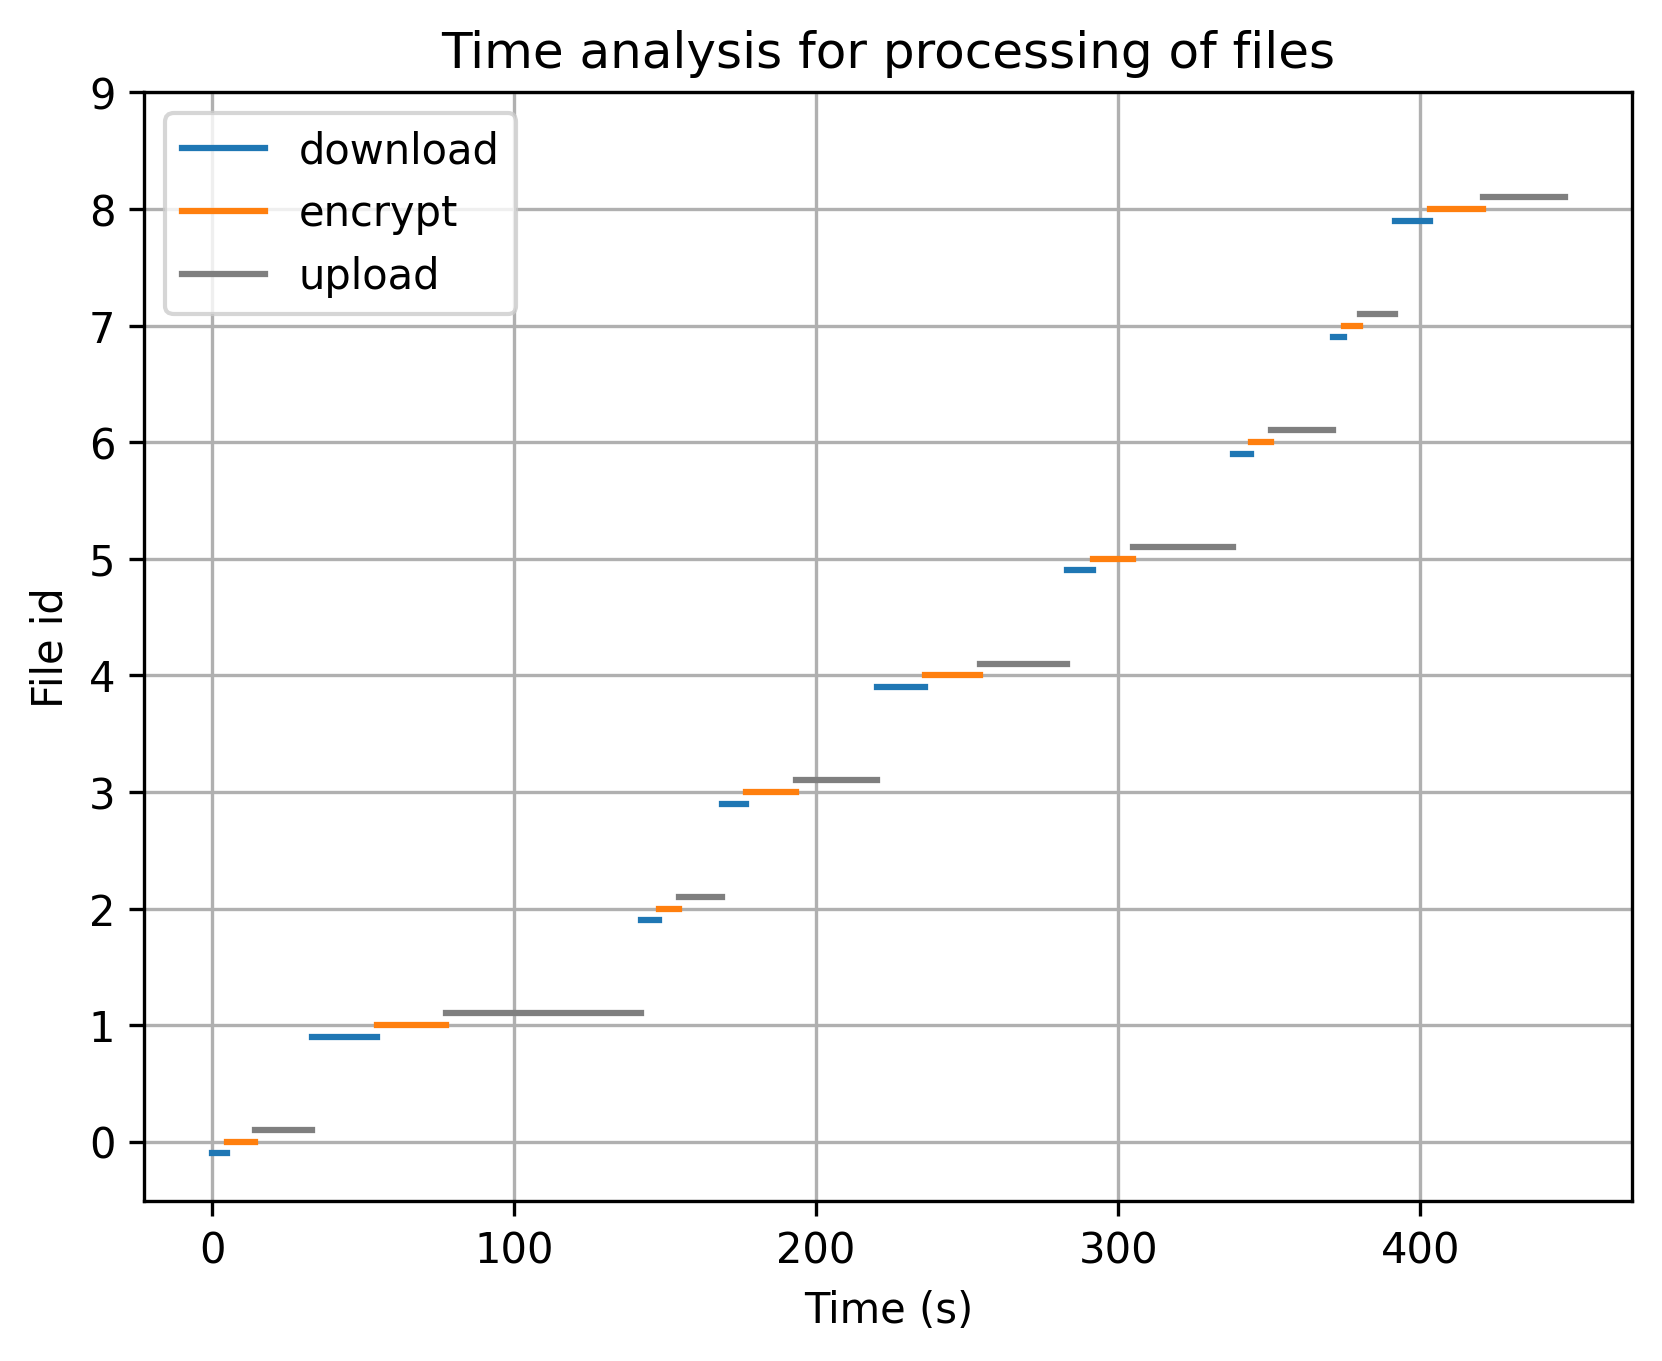 Time analysis for processing of files
download
encrypt
upload
File id
9
8
7
6
5
4
3
2
1
0
0 100 200 300 400
Time (s)